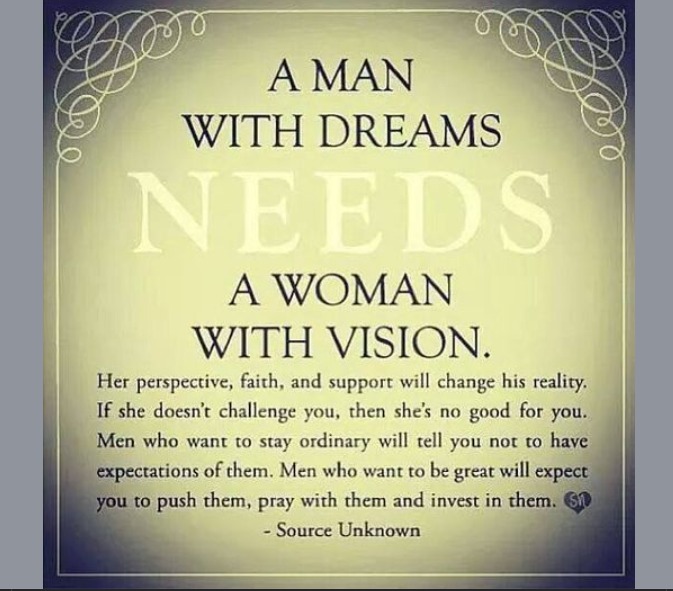 A MAN
WITH DREAMS
NEEDS
A WOMAN
WITH VISION.
Her perspective, faith, and support will change his reality.
If she doesn't challenge you, then she's no good for you.
Men who want to stay ordinary will tell you not to have
expectations of them. Men who want to be great will expect
you to push them, pray with them and invest in them.
- Source Unknown